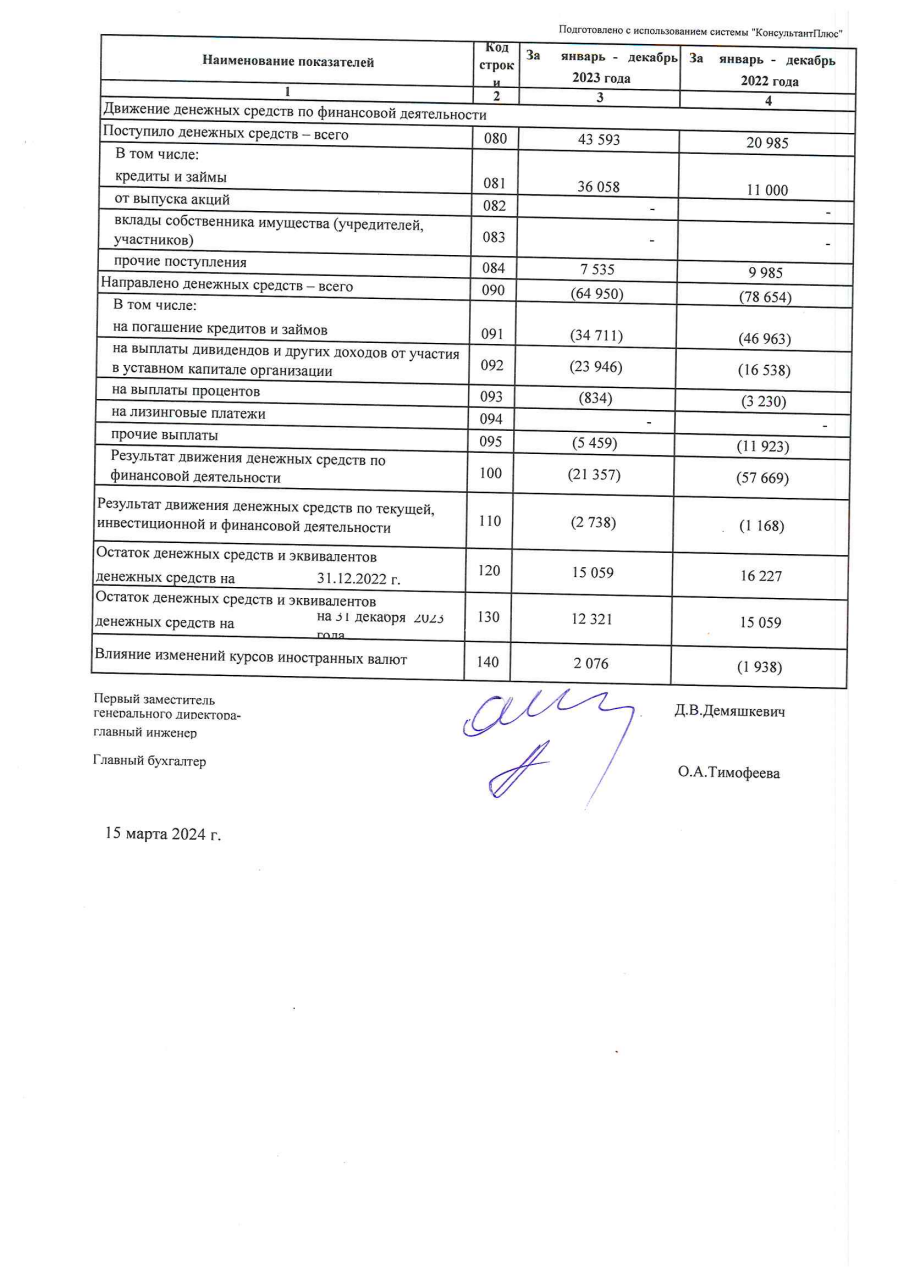 Подготовлено с использованием системы "КонсультантПлюс"
Наименование показателей Код строк и За январь - декабрь 2023 года За январь - декабрь 2022 года
1 2 3 4
Движение денежных средств по финансовой деятельности
Поступило денежных средств – всего 080 43 593 20 985
В том числе:
кредиты и займы 081 36 058 11 000
от выпуска акций 082 - -
вклады собственника имущества (учредителей,
участников) 083 - -
прочие поступления 084 7 535 9 985
Направлено денежных средств – всего 090 (64 950) (78 654)
В том числе:
на погашение кредитов и займов 091 (34 711) (46 963)
на выплаты дивидендов и других доходов от участия
в уставном капитале организации 092 (23 946) (16 538)
на выплаты процентов 093 (834) (3 230)
на лизинговые платежи 094 - -
прочие выплаты 095 (5 459) (11 923)
Результат движения денежных средств по
финансовой деятельности 100 (21 357) (57 669)
Результат движения денежных средств по текущей,
инвестиционной и финансовой деятельности 110 (2 738) (1 168)
Остаток денежных средств и эквивалентов
денежных средств на 31.12.2022 г. 120 15 059 16 227
Остаток денежных средств и эквивалентов
денежных средств на на 31 декабря 2023 года 130 12 321 15 059
Влияние изменений курсов иностранных валют 140 2 076 (1 938)
Первый заместитель
генерального директора-
главный инженер Д.В.Демяшкевич
Главный бухгалтер О.А.Тимофеева
15 марта 2024 г.